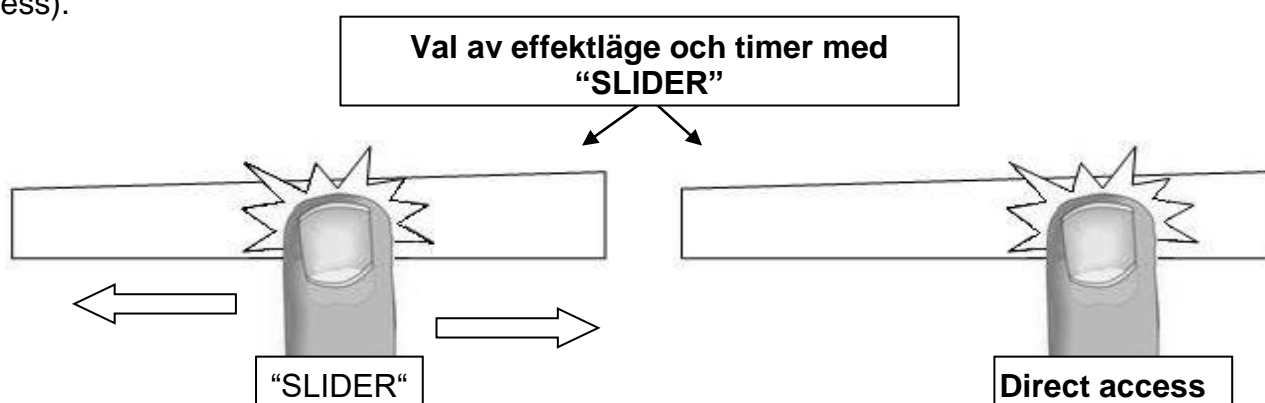 ess).
Val av effektläge och timer med
“SLIDER”
“SLIDER“
Direct access